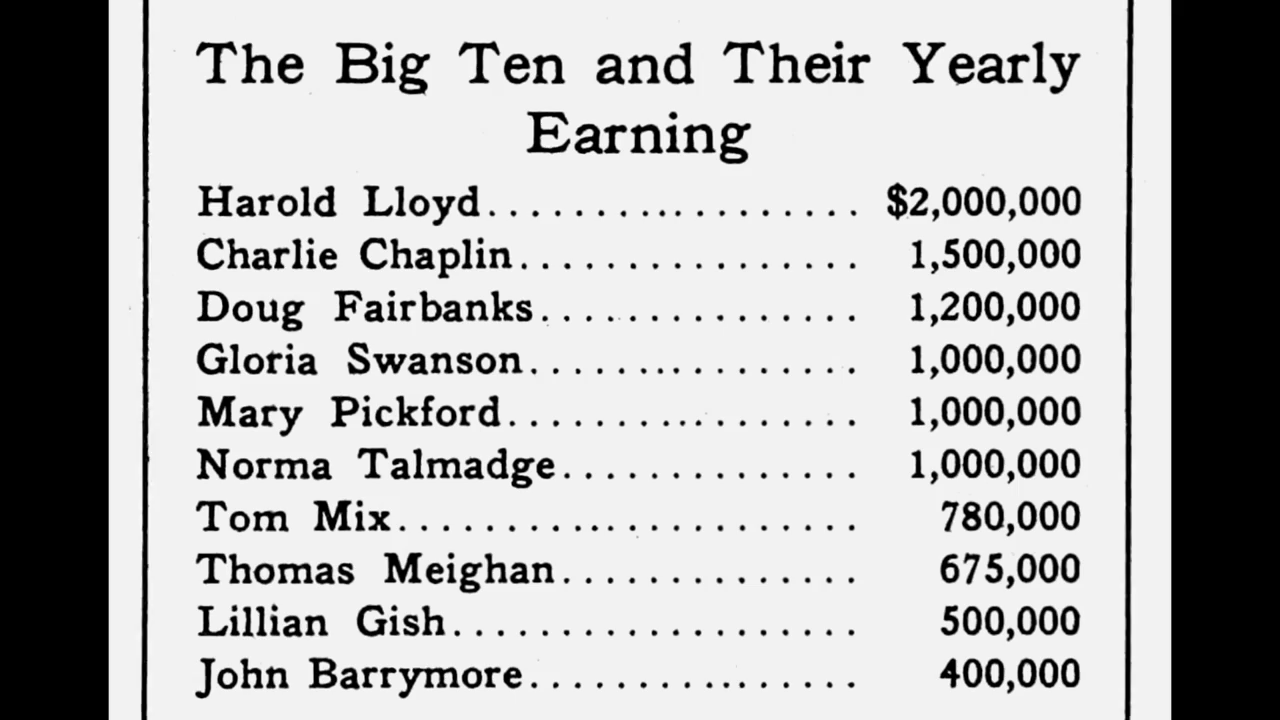 The Big Ten and Their Yearly
Earning
Harold Lloyd.................... $2,000,000
Charlie Chaplin................ 1,500,000
Doug Fairbanks............... 1,200,000
Gloria Swanson................ 1,000,000
Mary Pickford................. 1,000,000
Norma Talmadge.............. 1,000,000
Tom Mix....................... 780,000
Thomas Meighan.............. 675,000
Lillian Gish.................... 500,000
John Barrymore................ 400,000